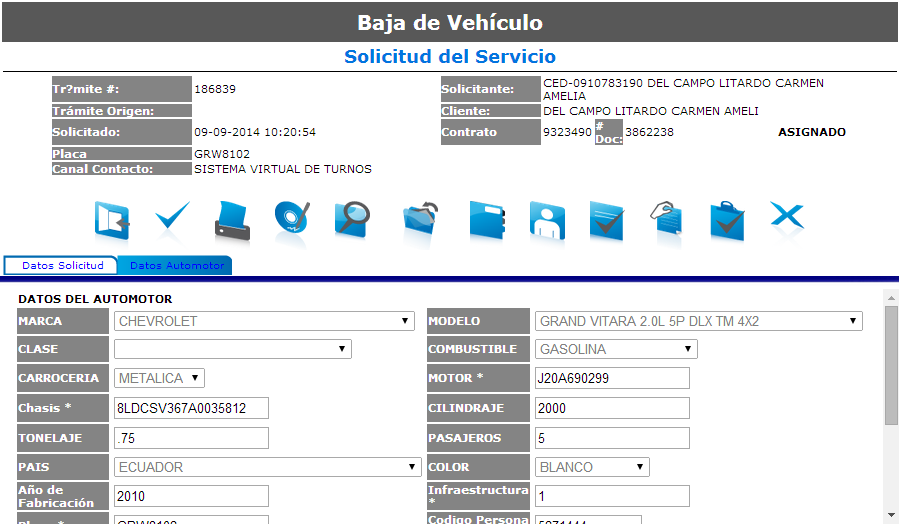 Baja de Vehículo
Solicitud del Servicio
Tr?mite #: 186839 Solicitante: CED-0910783190 DEL CAMPO LITARDO CARMEN
AMELIA
Trámite Origen: Cliente: DEL CAMPO LITARDO CARMEN AMELI
Solicitado: 09-09-2014 10:20:54 Contrato 9323490 # Doc: 3862238 ASIGNADO
Placa GRW8102
Canal Contacto: SISTEMA VIRTUAL DE TURNOS
Datos Solicitud Datos Automotor
DATOS DEL AUTOMOTOR
MARCA CHEVROLET MODELO GRAND VITARA 2.0L 5P DLX TM 4X2
CLASE COMBUSTIBLE GASOLINA
CARROCERIA METALICA MOTOR * J20A690299
Chasis * 8LDCSV367A0035812 CILINDRAJE 2000
TONELAJE .75 PASAJEROS 5
PAIS ECUADOR COLOR BLANCO
Año de Fabricación 2010 Infraestructura * 1
Codigo Persona